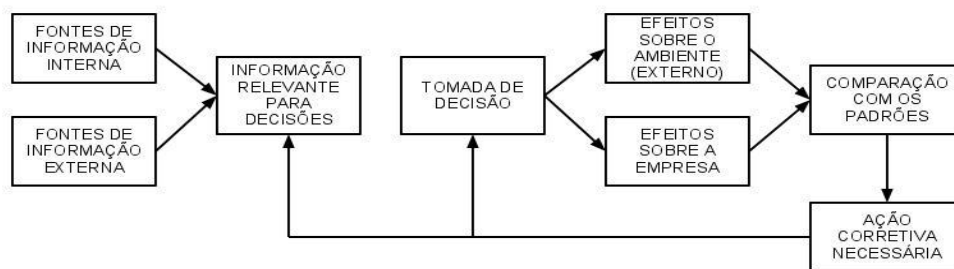 FONTES DE
INFORMAÇÃO
INTERNA
FONTES DE
INFORMAÇÃO
EXTERNA
INFORMAÇÃO
RELEVANTE
PARA
DECISÕES
TOMADA DE
DECISÃO
EFEITOS
SOBRE O
AMBIENTE
(EXTERNO)
EFEITOS
SOBRE A
EMPRESA
COMPARAÇÃO
COM OS
PADRÕES
AÇÃO
CORRETIVA
NECESSÁRIA